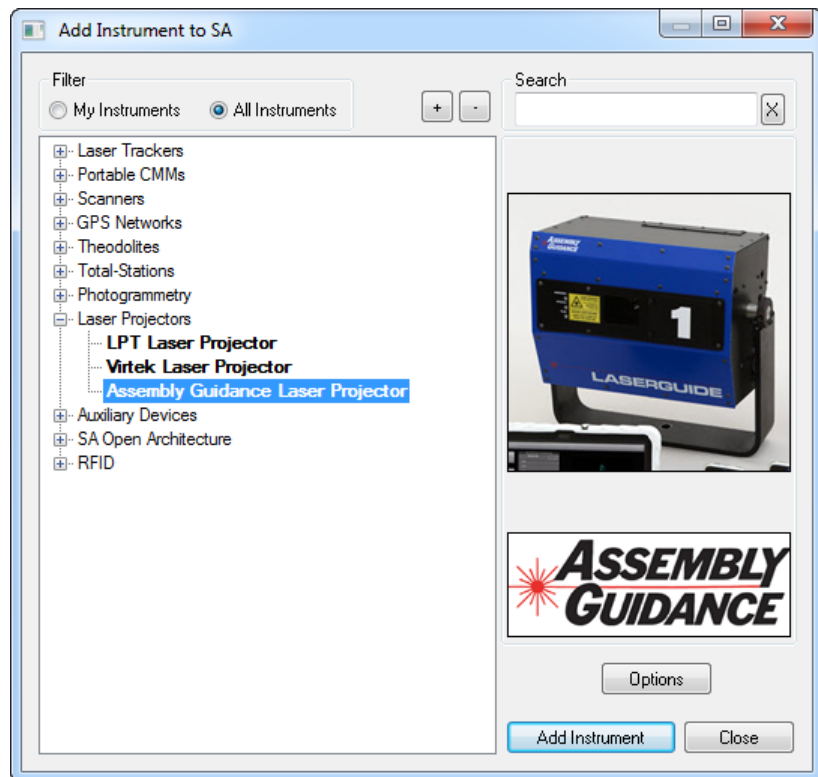 Add Instrument to SA
Filter
My Instruments
All Instruments
+
-
Search
X
Laser Trackers
Portable CMMs
Scanners
GPS Networks
Theodolites
Total-Stations
Photogrammetry
Laser Projectors
LPT Laser Projector
Virtek Laser Projector
Assembly Guidance Laser Projector
Auxiliary Devices
SA Open Architecture
RFID
ASSEMBLY
GUIDANCE
1
LASERGUIDE
ASSEMBLY
GUIDANCE
Options
Add Instrument
Close